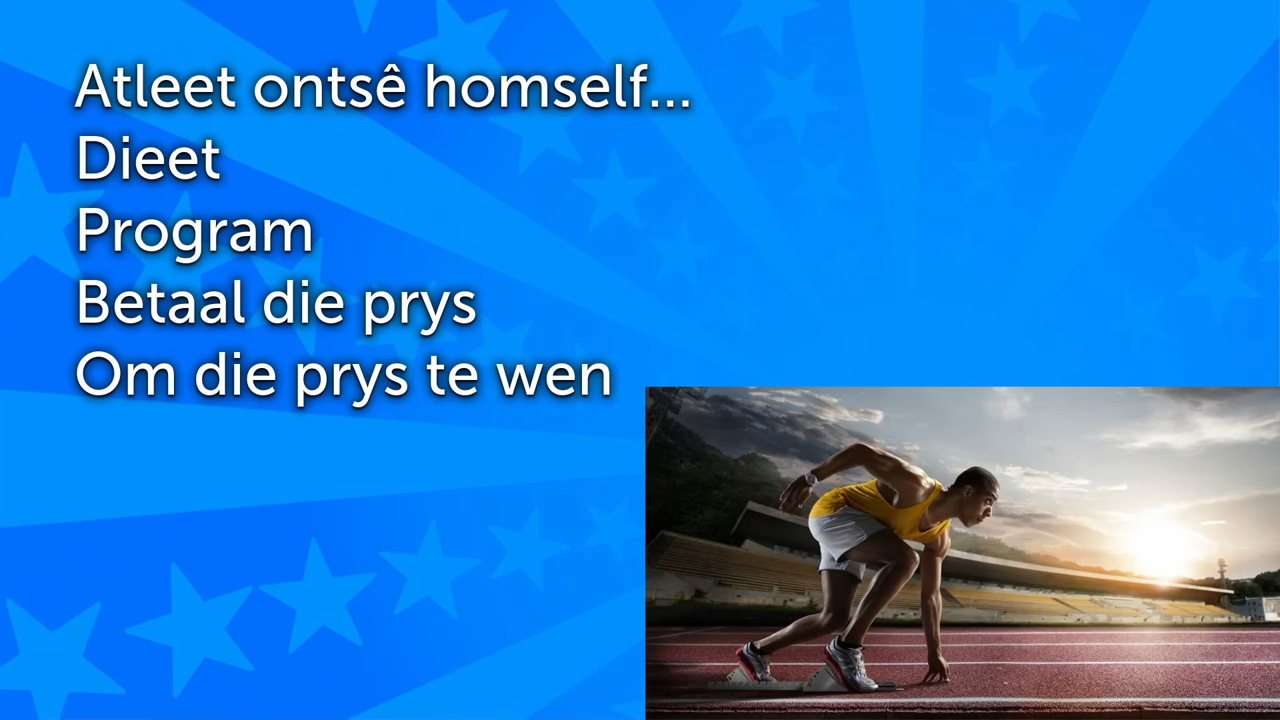 Atleet ontsê homself...
Dieet
Program
Betaal die prys
Om die prys te wen